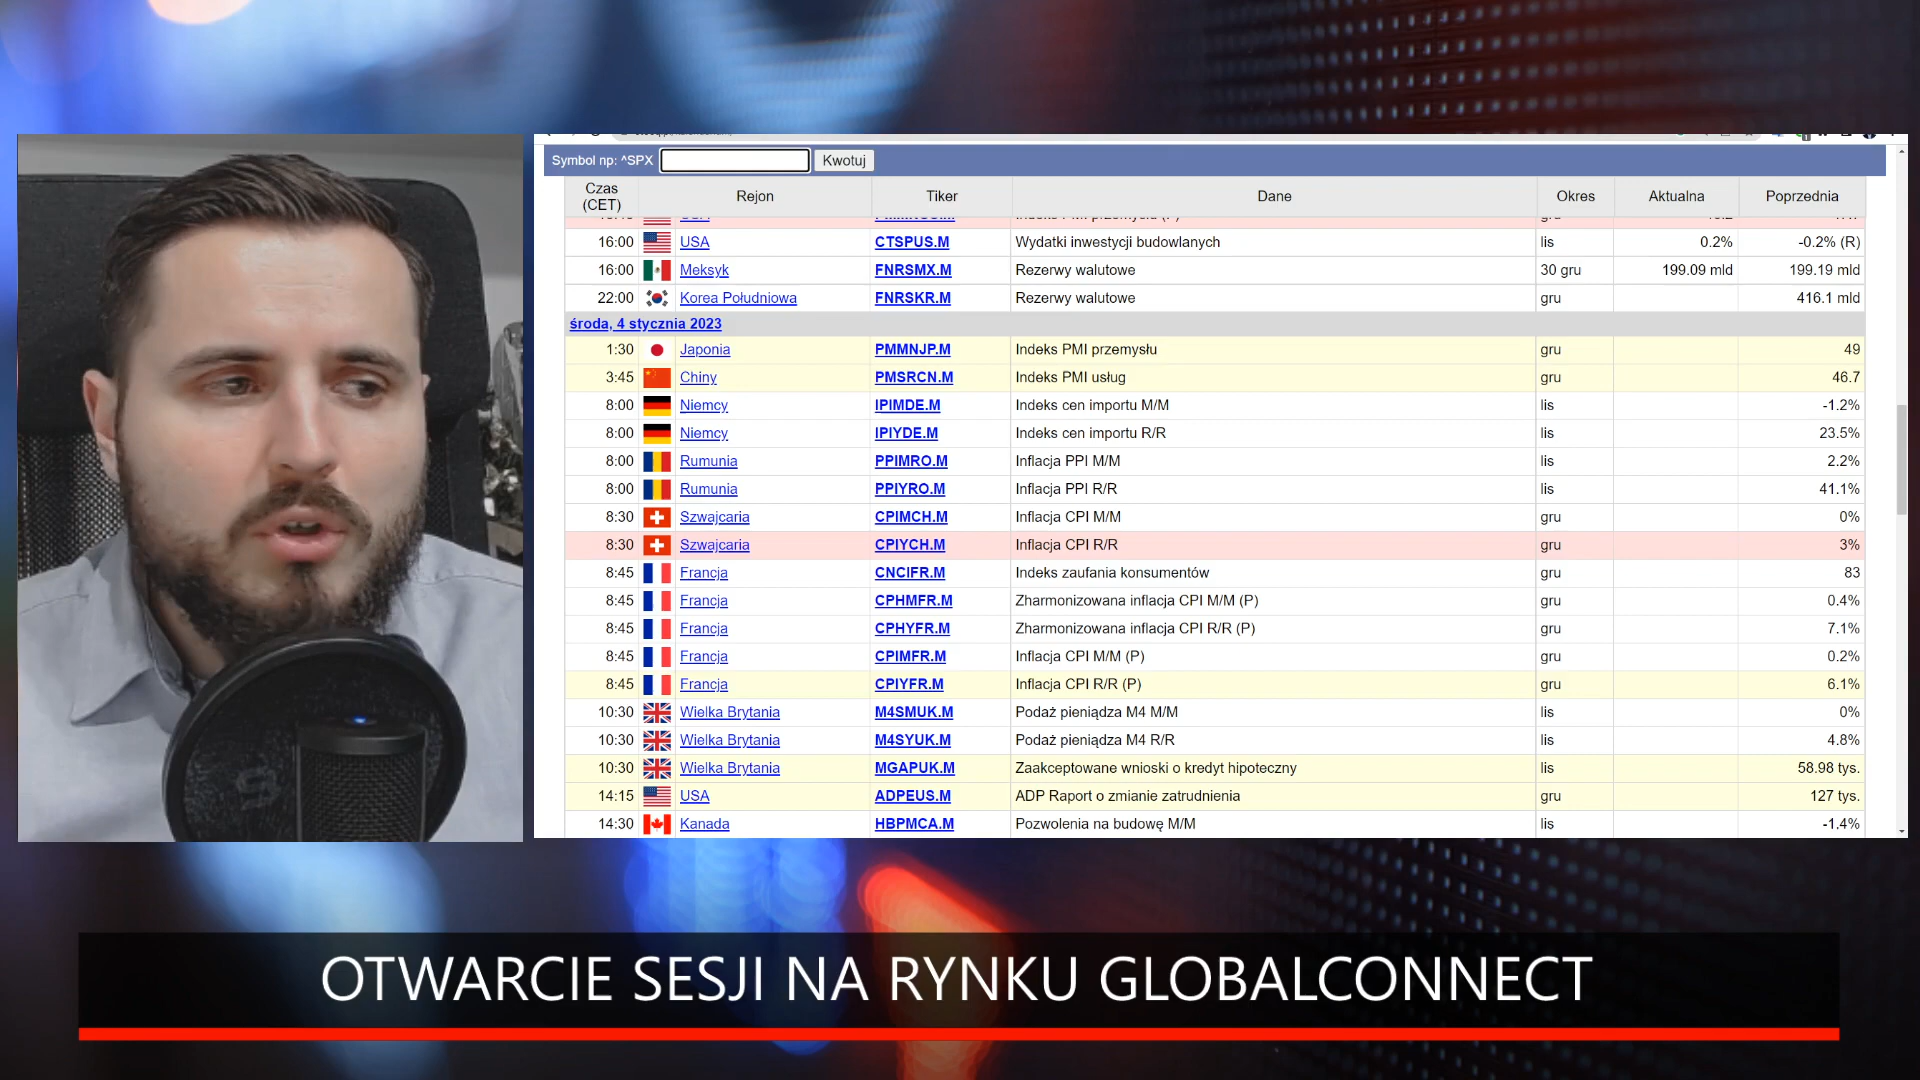 Symbol np: ^SPX Kwotuj
Czas (CET) Rejon Tiker Dane Okres Aktualna Poprzednia
16:00 USA CTSPUS.M Wydatki inwestycji budowlanych lis 0.2% -0.2% (R)
16:00 Meksyk FNRSMX.M Rezerwy walutowe 30 gru 199.09 mld 199.19 mld
22:00 Korea Południowa FNRSKR.M Rezerwy walutowe gru 416.1 mld
środa, 4 stycznia 2023
1:30 Japonia PMMNJP.M Indeks PMI przemysłu gru 49
3:45 Chiny PMSRCN.M Indeks PMI usług gru 46.7
8:00 Niemcy IPIMDE.M Indeks cen importu M/M lis -1.2%
8:00 Niemcy IPIYDE.M Indeks cen importu R/R lis 23.5%
8:00 Rumunia PPIMRO.M Inflacja PPI M/M lis 2.2%
8:00 Rumunia PPIYRO.M Inflacja PPI R/R lis 41.1%
8:30 Szwajcaria CPIMCH.M Inflacja CPI M/M gru 0%
8:30 Szwajcaria CPIYCH.M Inflacja CPI R/R gru 3%
8:45 Francja CNCIFR.M Indeks zaufania konsumentów gru 83
8:45 Francja CPHMFR.M Zharmonizowana inflacja CPI M/M (P) gru 0.4%
8:45 Francja CPHYFR.M Zharmonizowana inflacja CPI R/R (P) gru 7.1%
8:45 Francja CPIMFR.M Inflacja CPI M/M (P) gru 0.2%
8:45 Francja CPIYFR.M Inflacja CPI R/R (P) gru 6.1%
10:30 Wielka Brytania M4SMUK.M Podaż pieniądza M4 M/M lis 0%
10:30 Wielka Brytania M4SYUK.M Podaż pieniądza M4 R/R lis 4.8%
10:30 Wielka Brytania MGAPUK.M Zaakceptowane wnioski o kredyt hipoteczny lis 58.98 tys.
14:15 USA ADPEUS.M ADP Raport o zmianie zatrudnienia gru 127 tys.
14:30 Kanada HBPMCA.M Pozwolenia na budowę M/M lis -1.4%
OTWARCIE SESJI NA RYNKU GLOBALCONNECT